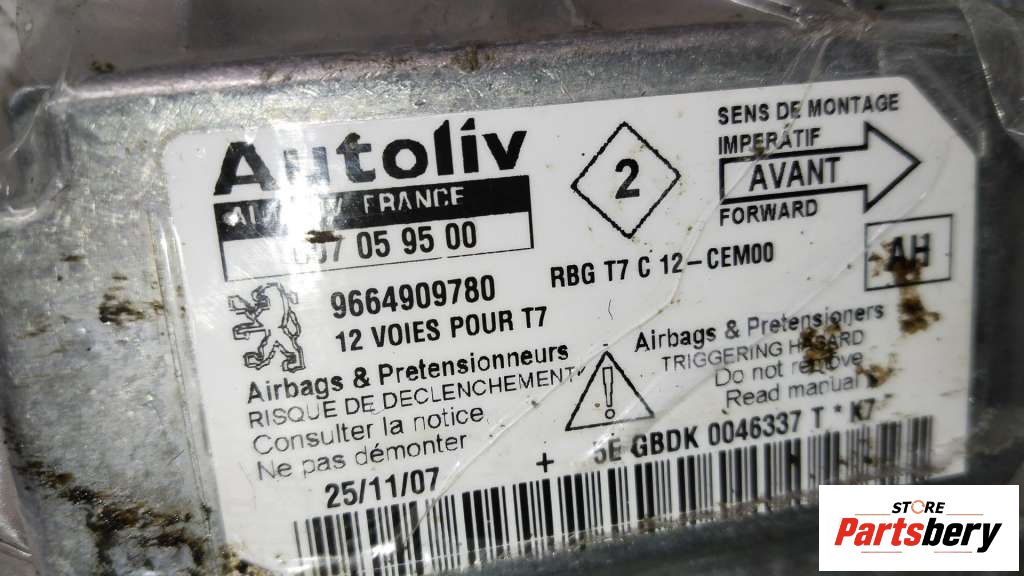 Autoliv
FRANCE
05 95 00
9664909780
12 VOIES POUR T7
Airbags & Pretensionneurs
RISQUE DE DECLENCHEMENT
Consulter la notice
Ne pas démonter
25/11/07
2
SENS DE MONTAGE
IMPERATIF
AVANT
FORWARD
RBG T7 C 12-CEM00
AH
Airbags & Pretensioners
TRIGGERING HAZARD
Do not remove
Read manual
!
+ 5E GBDK 0046337 T * K7
STORE
Partsbery